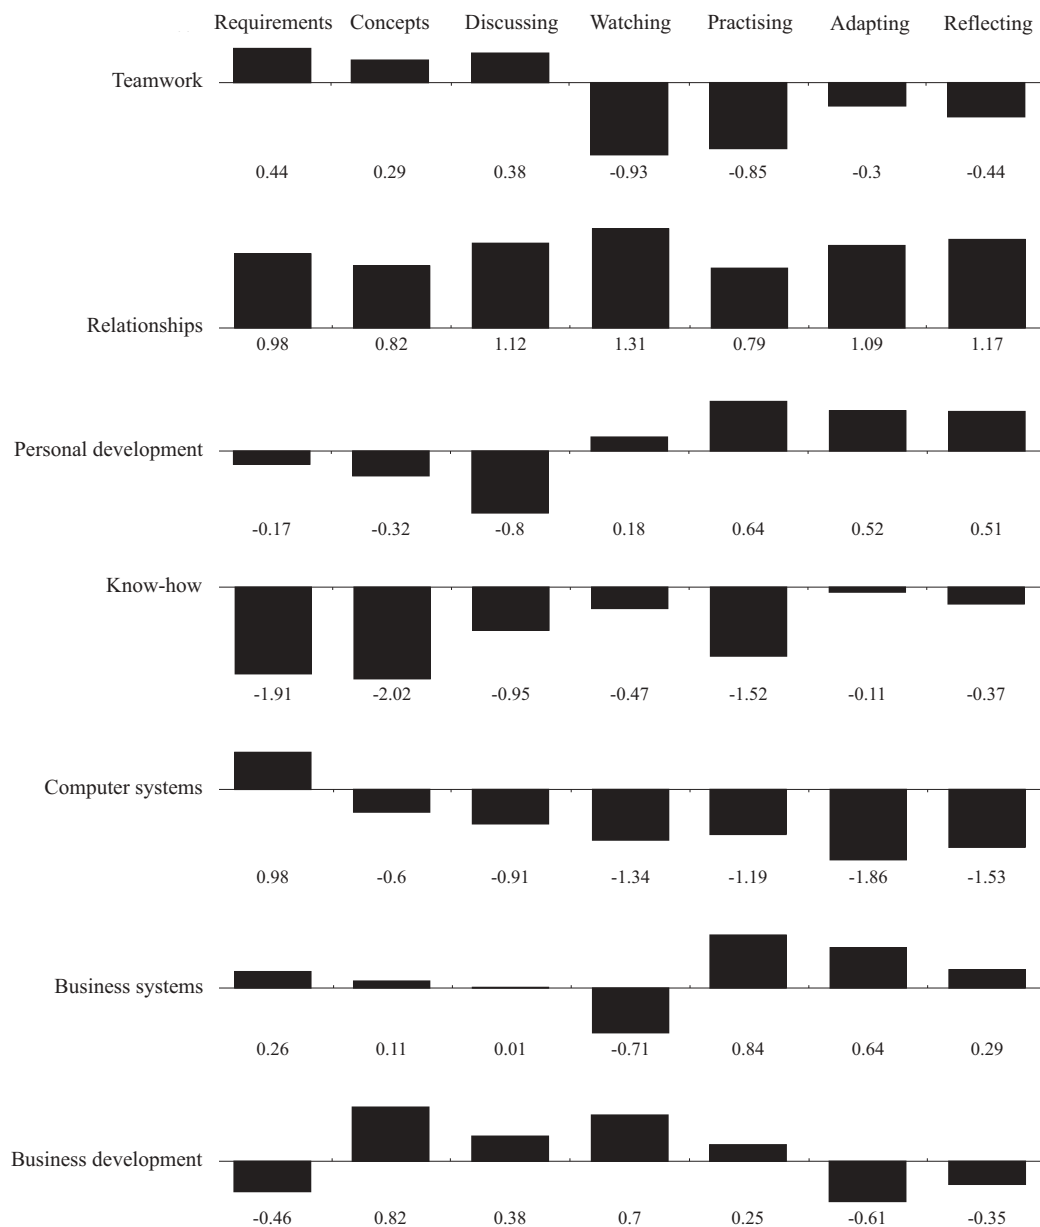 Requirements Concepts Discussing Watching Practising Adapting Reflecting
Teamwork
0.44 0.29 0.38 -0.93 -0.85 -0.3 -0.44
Relationships
0.98 0.82 1.12 1.31 0.79 1.09 1.17
Personal development
-0.17 -0.32 -0.8 0.18 0.64 0.52 0.51
Know-how
-1.91 -2.02 -0.95 -0.47 -1.52 -0.11 -0.37
Computer systems
0.98 -0.6 -0.91 -1.34 -1.19 -1.86 -1.53
Business systems
0.26 0.11 0.01 -0.71 0.84 0.64 0.29
Business development
-0.46 0.82 0.38 0.7 0.25 -0.61 -0.35